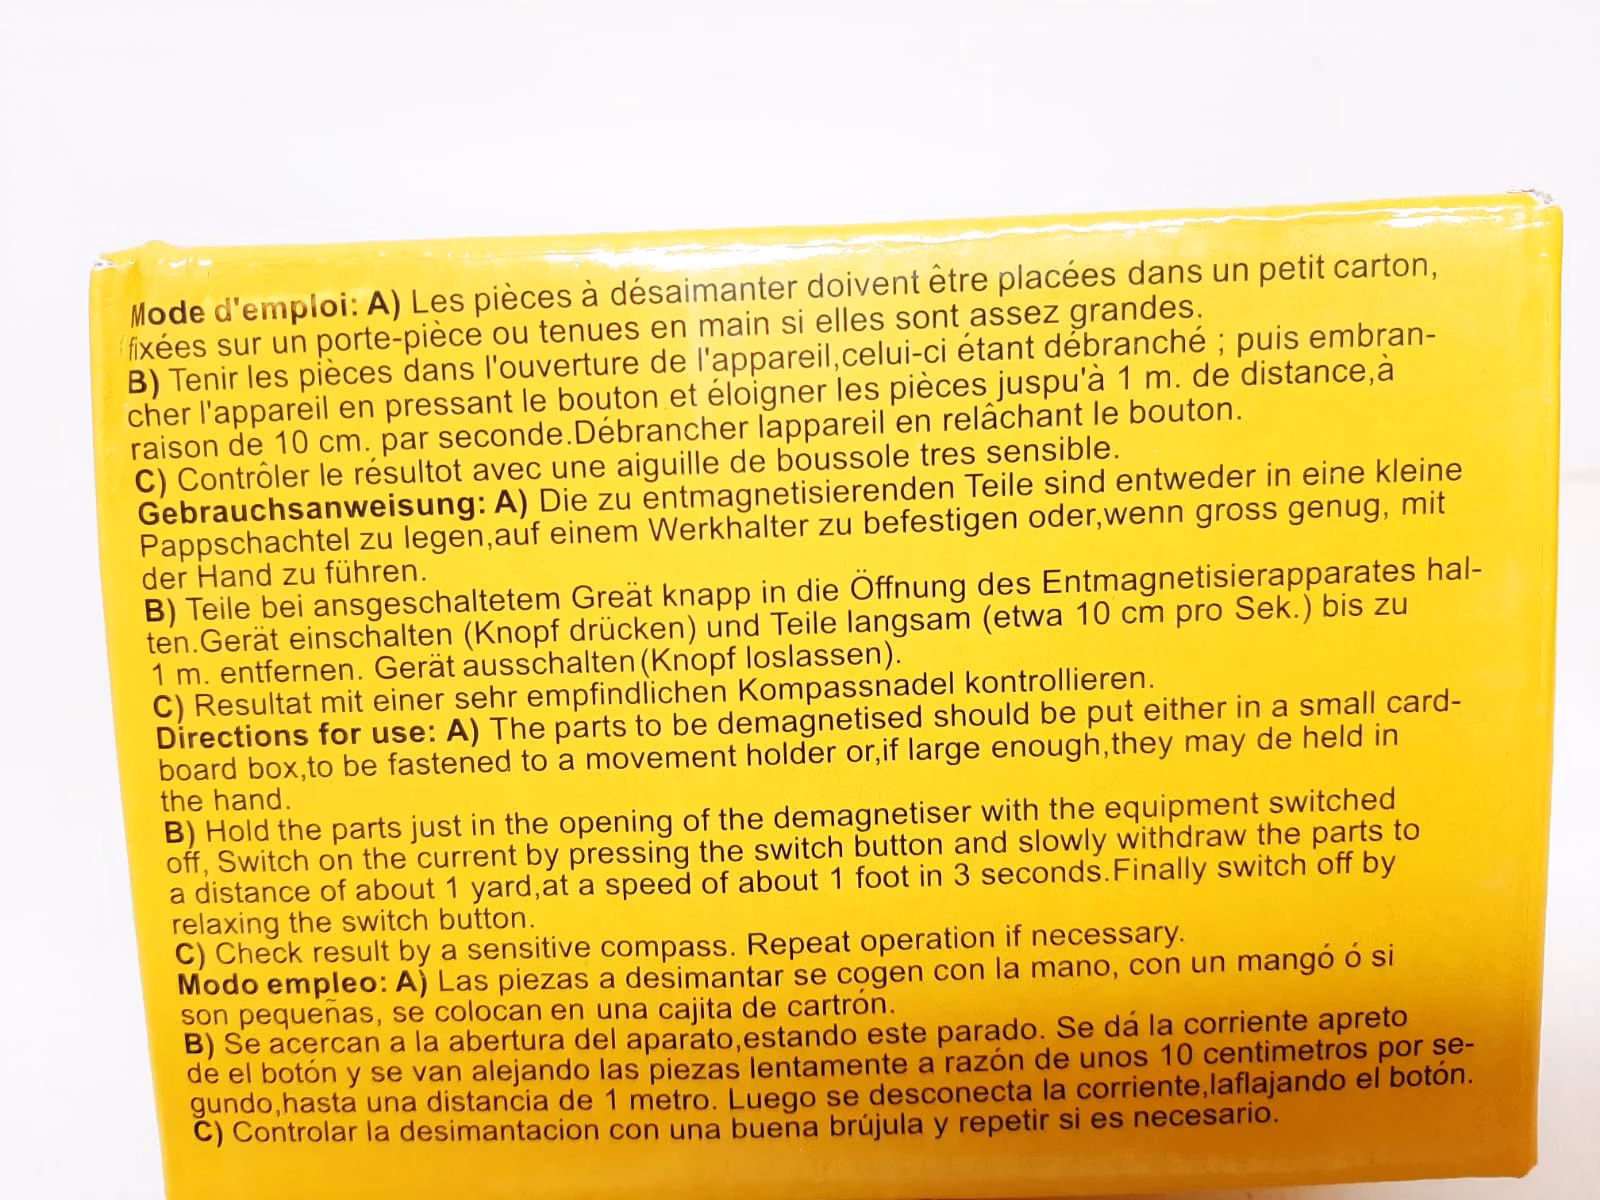 Mode d'emploi: A) Les pièces à désaimanter doivent être placées dans un petit carton,
fixées sur un porte-pièce ou tenues en main si elles sont assez grandes.
B) Tenir les pièces dans l'ouverture de l'appareil,celui-ci étant débranché ; puis embran-
cher l'appareil en pressant le bouton et éloigner les pièces juspu'à 1 m. de distance,à
raison de 10 cm. par seconde.Débrancher lappareil en relâchant le bouton.
C) Contrôler le résultot avec une aiguille de boussole tres sensible.
Gebrauchsanweisung: A) Die zu entmagnetisierenden Teile sind entweder in eine kleine
Pappschachtel zu legen,auf einem Werkhalter zu befestigen oder,wenn gross genug, mit
der Hand zu führen.
B) Teile bei ansgeschaltetem Greät knapp in die Öffnung des Entmagnetisierapparates hal-
ten.Gerät einschalten (Knopf drücken) und Teile langsam (etwa 10 cm pro Sek.) bis zu
1 m. entfernen. Gerät ausschalten (Knopf loslassen).
C) Resultat mit einer sehr empfindlichen Kompassnadel kontrollieren.
Directions for use: A) The parts to be demagnetised should be put either in a small card-
board box,to be fastened to a movement holder or,if large enough,they may de held in
the hand.
B) Hold the parts just in the opening of the demagnetiser with the equipment switched
off, Switch on the current by pressing the switch button and slowly withdraw the parts to
a distance of about 1 yard,at a speed of about 1 foot in 3 seconds.Finally switch off by
relaxing the switch button.
C) Check result by a sensitive compass. Repeat operation if necessary.
Modo empleo: A) Las piezas a desimantar se cogen con la mano, con un mangó ó si
son pequeñas, se colocan en una cajita de cartrón.
B) Se acercan a la abertura del aparato,estando este parado. Se dá la corriente apreto
de el botón y se van alejando las piezas lentamente a razón de unos 10 centimetros por se-
gundo,hasta una distancia de 1 metro. Luego se desconecta la corriente,laflajando el botón.
C) Controlar la desimantacion con una buena brújula y repetir si es necesario.